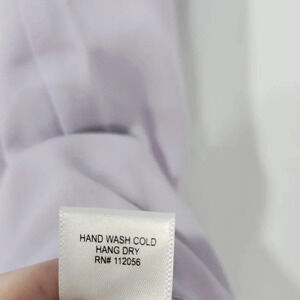 HAND WASH COLD
HANG DRY
RN# 112056